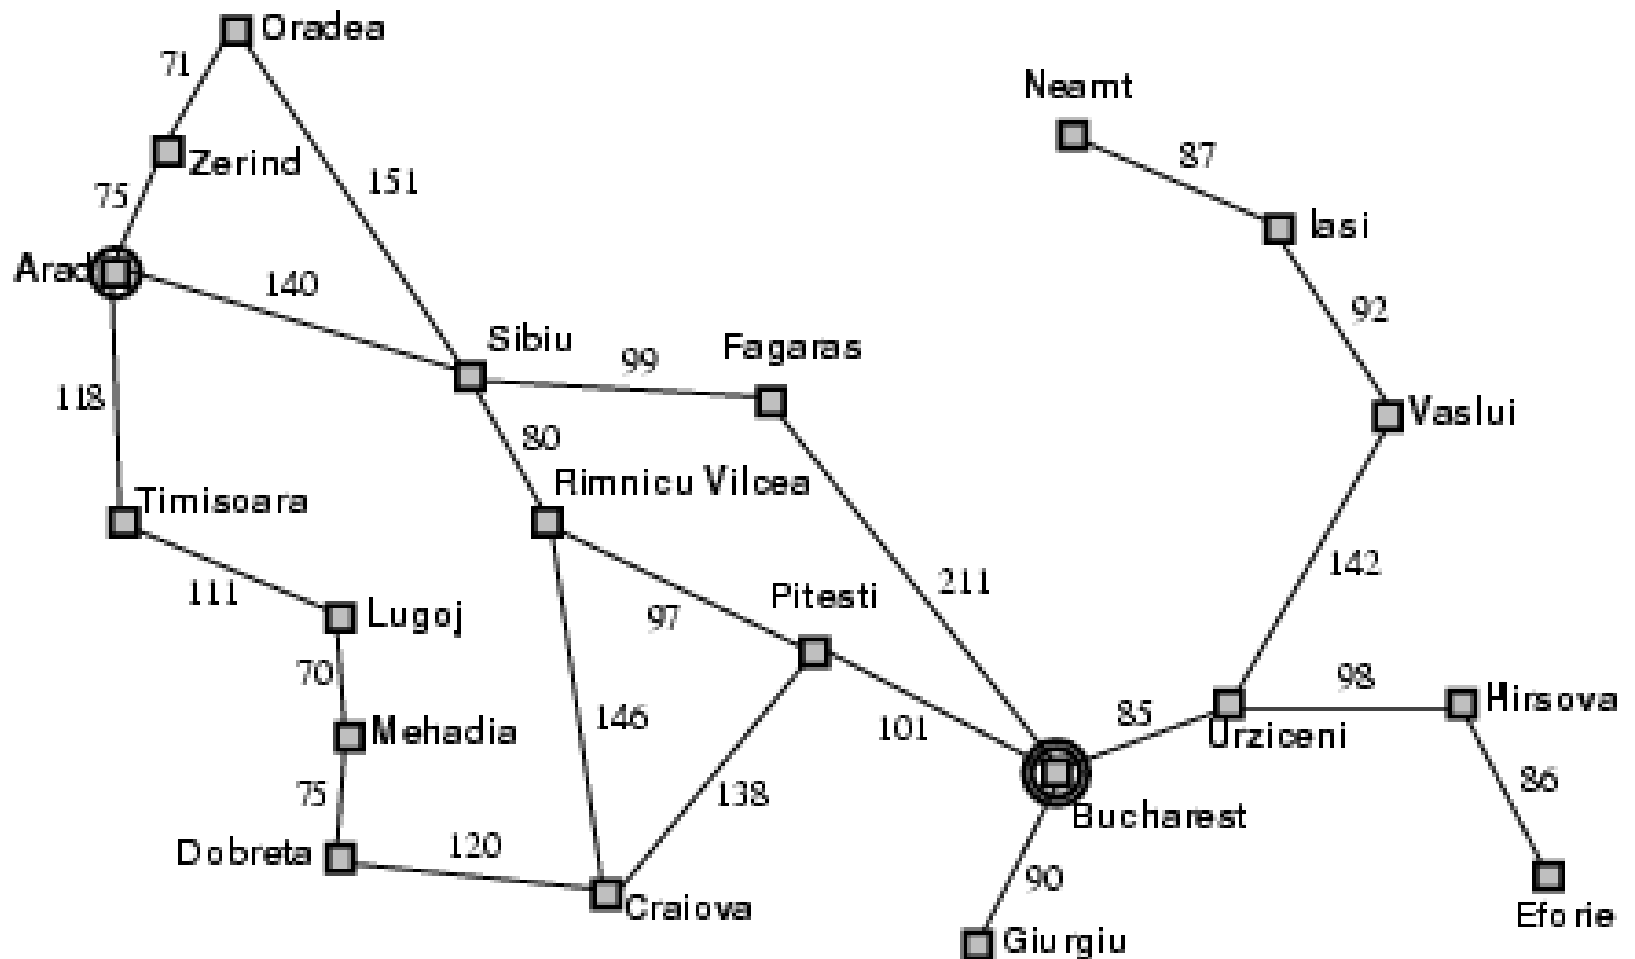 Oradea
71
Neamt
87
Zerind
75
151
Iasi
Arad
140
92
Sibiu
99
Fagaras
118
80
Vaslui
Rimnicu Vilcea
Timisoara
142
111
211
Lugoj
97
Pitesti
70
98
Hirsova
146
101
85
Urziceni
Mehadia
86
75
138
Bucharest
Dobreta
120
90
Craiova
Giurgiu
Eforie